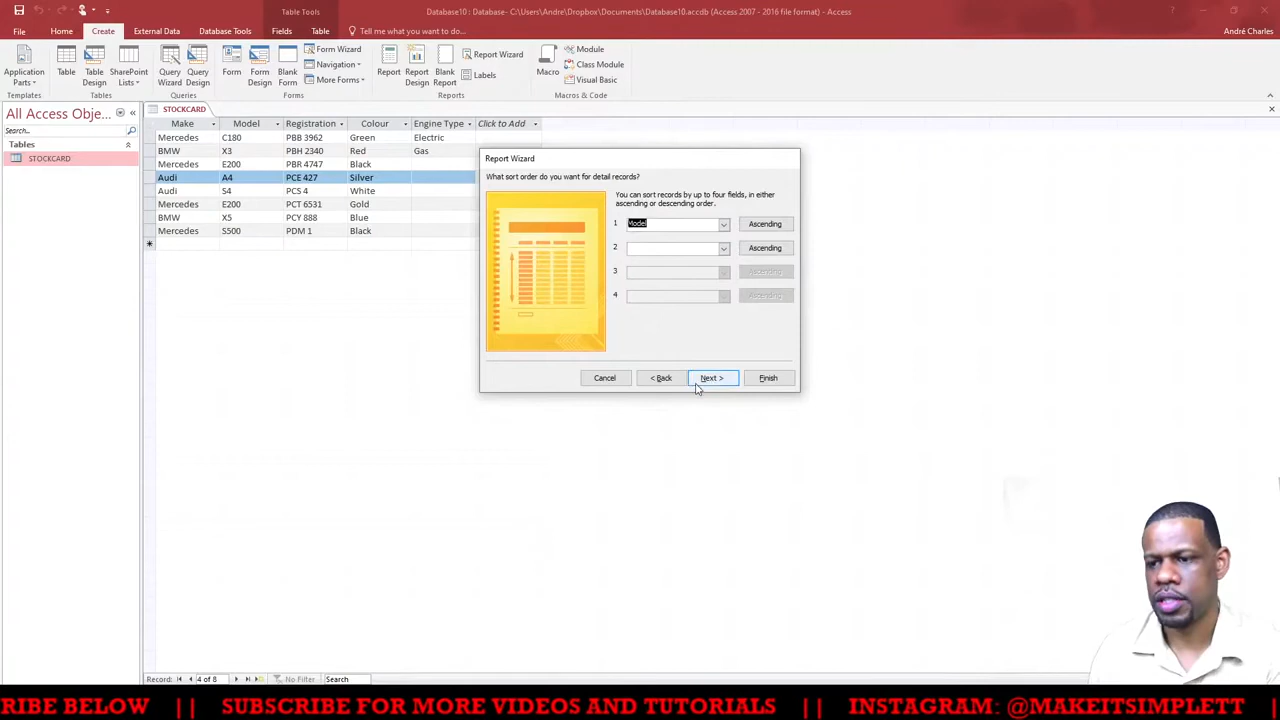 Table Tools
Database10 : Database- C:\Users\Andre\Dropbox\Documents\Database10.accdb (Access 2007 - 2016 file format) - Access
File Home Create External Data Database Tools Fields Table Tell me what you want to do... André Charles
Application Parts Table Table Design SharePoint Lists Query Wizard Query Design Form Form Design Blank Form Form Wizard Navigation More Forms Report Report Design Blank Report Report Wizard Labels Macro Module Class Module Visual Basic
Templates Tables Queries Forms Reports Macros & Code
All Access Obje...
Search...
Tables
STOCKCARD
STOCKCARD
Make Model Registration Colour Engine Type Click to Add
Mercedes C180 PBB 3962 Green Electric
BMW X3 PBH 2340 Red Gas
Mercedes E200 PBR 4747 Black
Audi A4 PCE 427 Silver
Audi S4 PCS 4 White
Mercedes E200 PCT 6531 Gold
BMW X5 PCY 888 Blue
Mercedes S500 PDM 1 Black
Report Wizard
What sort order do you want for detail records?
You can sort records by up to four fields, in either
ascending or descending order.
1 Model Ascending
2 Ascending
3 Ascending
4 Ascending
Cancel < Back Next > Finish
Record: 4 of 8 No Filter Search
RIBE BELOW || SUBSCRIBE FOR MORE VIDEOS AND TUTORIALS || INSTAGRAM: @MAKEITSIMPLETT